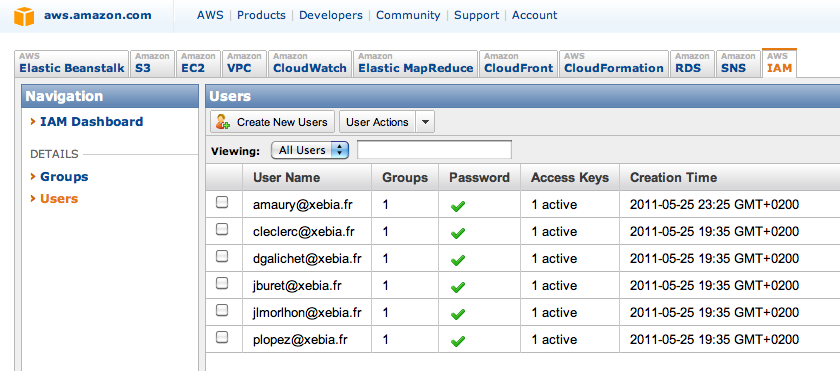 aws.amazon.com AWS | Products | Developers | Community | Support | Account
AWS Amazon Amazon Amazon Amazon Amazon Amazon AWS Amazon Amazon AWS
Elastic Beanstalk S3 EC2 VPC CloudWatch Elastic MapReduce CloudFront CloudFormation RDS SNS IAM
Navigation Users
IAM Dashboard Create New Users User Actions
Viewing: All Users
DETAILS
Groups
Users
User Name Groups Password Access Keys Creation Time
amaury@xebia.fr 1 1 active 2011-05-25 23:25 GMT+0200
cleclerc@xebia.fr 1 1 active 2011-05-25 19:35 GMT+0200
dgalichet@xebia.fr 1 1 active 2011-05-25 19:35 GMT+0200
jburet@xebia.fr 1 1 active 2011-05-25 19:35 GMT+0200
jlmorlhon@xebia.fr 1 1 active 2011-05-25 19:35 GMT+0200
plopez@xebia.fr 1 1 active 2011-05-25 19:35 GMT+0200